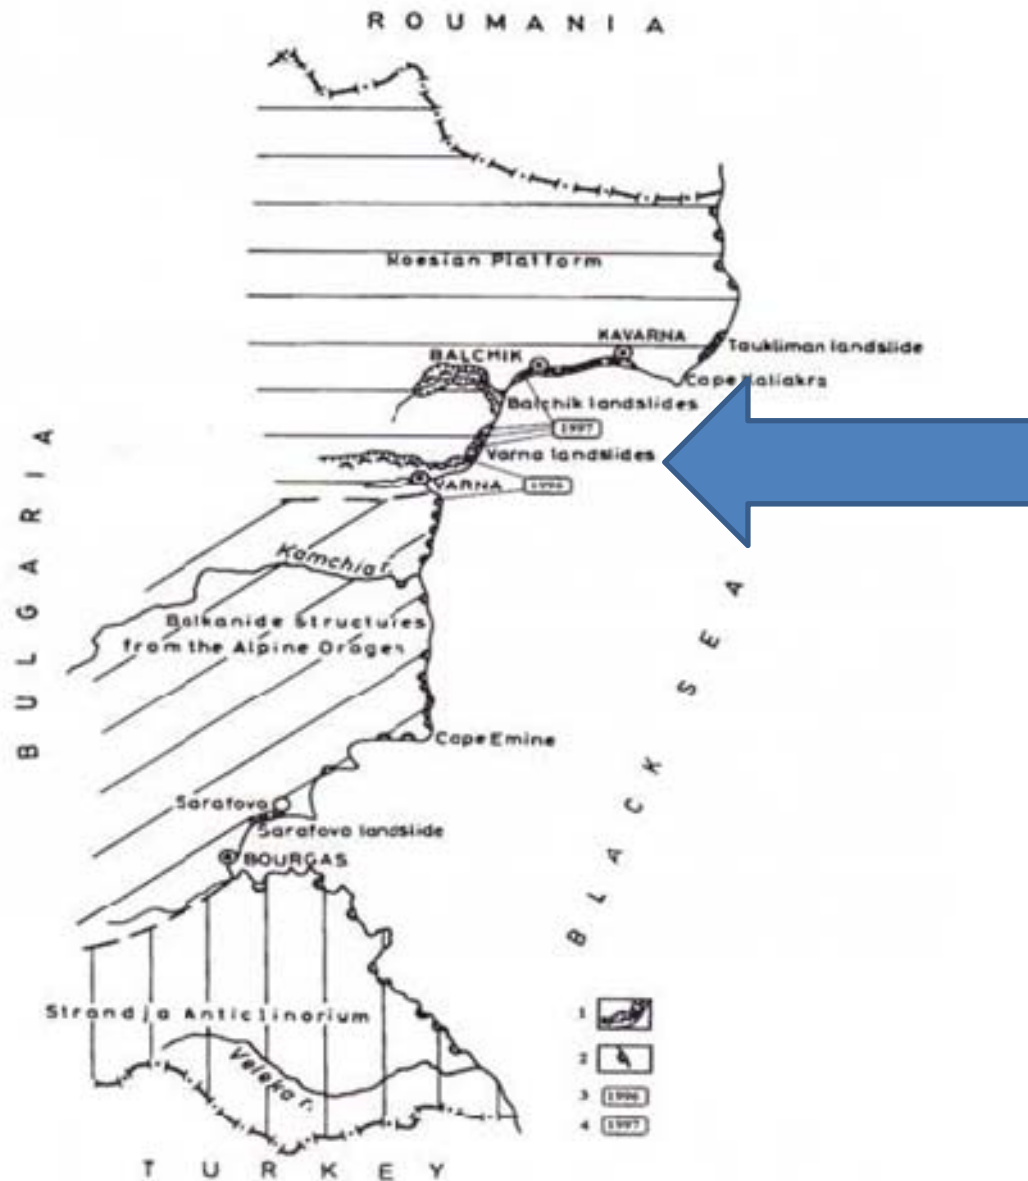 ROUMANIA
Moesian Platform
KAVARNA
Taukliman landslide
BALCHIK
Cape Kaliakra
Balchik landslides
1997
Varna landslides
VARNA
1996
BULGARIA
Kamchia r.
Balkanide Structures
from the Alpine Orogen
BLACK SEA
Cape Emine
Sarafovo
Sarafovo landslide
BOURGAS
Strandja Anticlinorium
Veleka r.
1
2
3 1996
4 1997
TURKEY